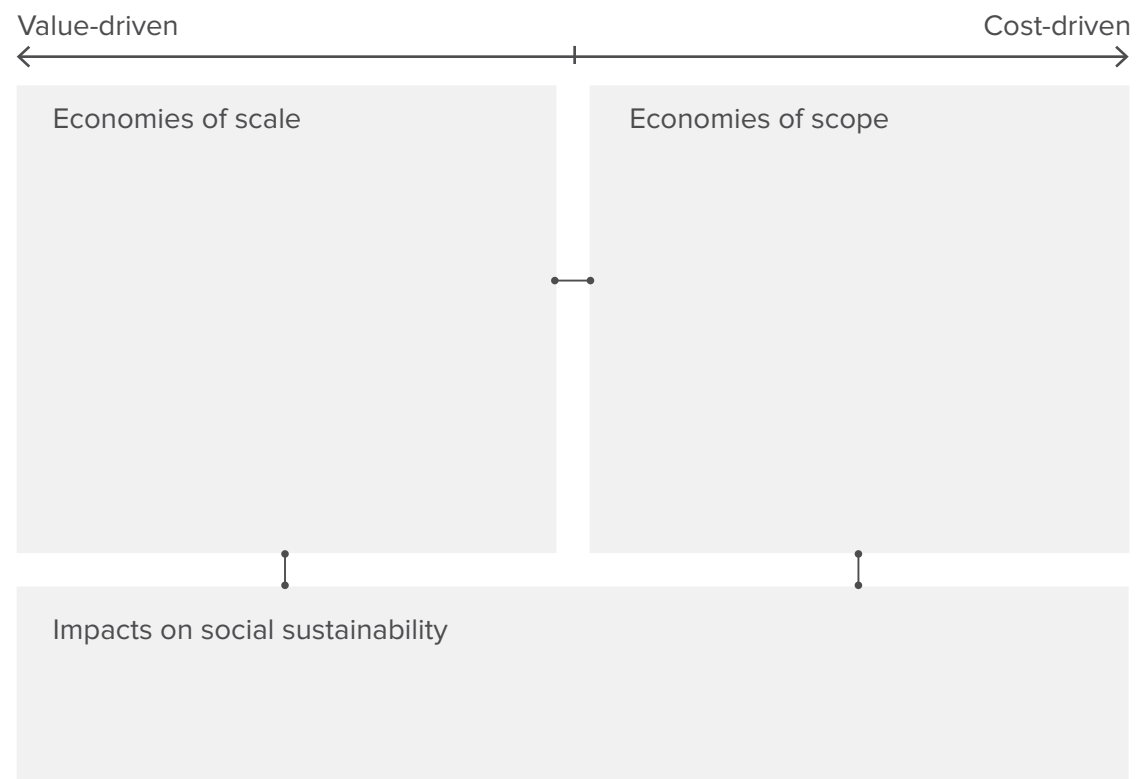 Value-driven
Cost-driven
Economies of scale
Economies of scope
Impacts on social sustainability